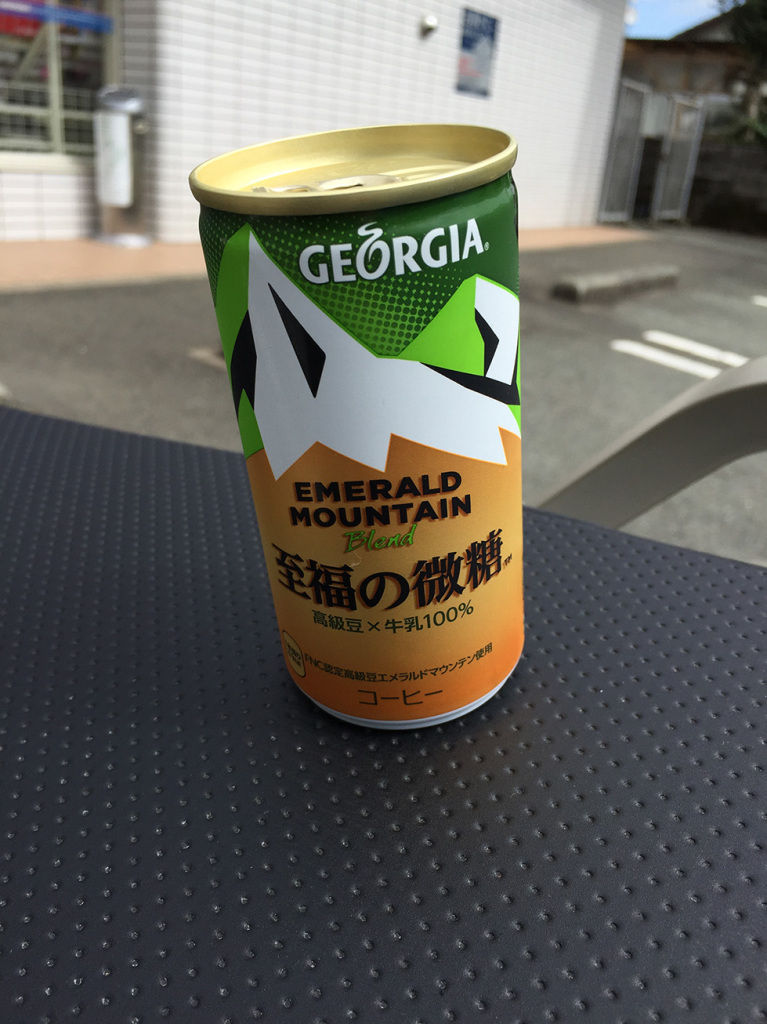 GEORGIA
EMERALD
MOUNTAIN
Blend
至福の微糖
高級豆×牛乳100%
FNC認定高級豆エメラルドマウンテン使用
コーヒー